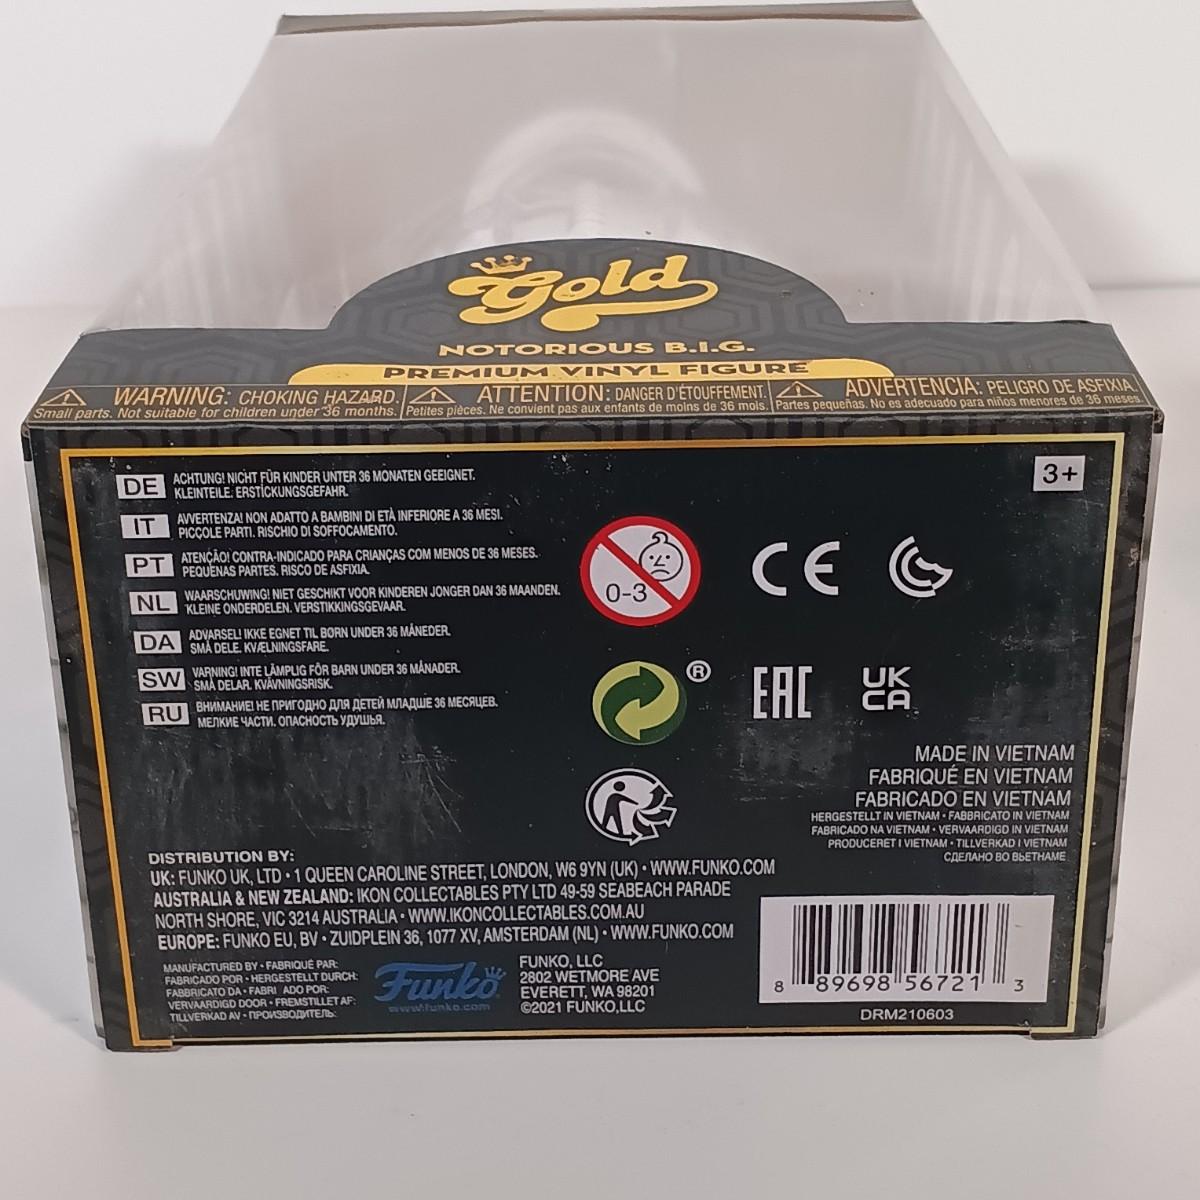 Gold
NOTORIOUS B.I.G.
PREMIUM VINYL FIGURE
WARNING: CHOKING HAZARD.
Small parts. Not suitable for children under 36 months.
ATTENTION: DANGER D'ÉTOUFFEMENT.
Petites pièces. Ne convient pas aux enfants de moins de 36 mois.
ADVERTENCIA: PELIGRO DE ASFIXIA.
Partes pequeñas. No es adecuado para niños menores de 36 meses.
3+
DE ACHTUNG! NICHT FÜR KINDER UNTER 36 MONATEN GEEIGNET.
KLEINTEILE. ERSTICKUNGSGEFAHR.
IT AVVERTENZA! NON ADATTO A BAMBINI DI ETÀ INFERIORE A 36 MESI.
PICCOLE PARTI. RISCHIO DI SOFFOCAMENTO.
PT ATENÇÃO! CONTRA-INDICADO PARA CRIANÇAS COM MENOS DE 36 MESES.
PEQUENAS PARTES. RISCO DE ASFIXIA.
NL WAARSCHUWING! NIET GESCHIKT VOOR KINDEREN JONGER DAN 36 MAANDEN.
KLEINE ONDERDELEN. VERSTIKKINGSGEVAAR.
DA ADVARSEL! IKKE EGNET TIL BØRN UNDER 36 MÅNEDER.
SMÅ DELE. KVÆLNINGSFARE.
SW VARNING! INTE LÄMPLIG FÖR BARN UNDER 36 MÅNADER.
SMÅ DELAR. KVÄVNINGSRISK.
RU ВНИМАНИЕ! НЕ ПРИГОДНО ДЛЯ ДЕТЕЙ МЛАДШЕ 36 МЕСЯЦЕВ.
МЕЛКИЕ ЧАСТИ. ОПАСНОСТЬ УДУШЬЯ.
0-3
CE
®
EAC
UK
CA
MADE IN VIETNAM
FABRIQUÉ EN VIETNAM
FABRICADO EN VIETNAM
HERGESTELLT IN VIETNAM • FABBRICATO IN VIETNAM
FABRICADO NA VIETNAM • VERVAARDIGD IN VIETNAM
PRODUCERET I VIETNAM • TILLVERKAD I VIETNAM
СДЕЛАНО ВО ВЬЕТНАМЕ
DISTRIBUTION BY:
UK: FUNKO UK, LTD • 1 QUEEN CAROLINE STREET, LONDON, W6 9YN (UK) • WWW.FUNKO.COM
AUSTRALIA & NEW ZEALAND: IKON COLLECTABLES PTY LTD 49-59 SEABEACH PARADE
NORTH SHORE, VIC 3214 AUSTRALIA • WWW.IKONCOLLECTABLES.COM.AU
EUROPE: FUNKO EU, BV • ZUIDPLEIN 36, 1077 XV, AMSTERDAM (NL) • WWW.FUNKO.COM
MANUFACTURED BY • FABRIQUÉ PAR:
FABRICADO POR • HERGESTELLT DURCH:
FABBRICATO DA • FABRI ADO POR:
VERVAARDIGD DOOR • FREMSTILLET AF:
TILLVERKAD AV • ПРОИЗВОДИТЕЛЬ:
Funko
www.funko.com
FUNKO, LLC
2802 WETMORE AVE
EVERETT, WA 98201
©2021 FUNKO,LLC
8 89698 56721 3
DRM210603